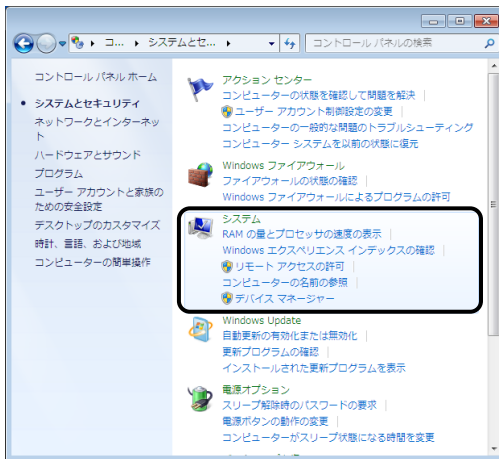 コ... システムとセ... コントロール パネルの検索
コントロール パネル ホーム
システムとセキュリティ
ネットワークとインターネッ
ト
ハードウェアとサウンド
プログラム
ユーザー アカウントと家族の
ための安全設定
デスクトップのカスタマイズ
時計、言語、および地域
コンピューターの簡単操作
アクション センター
コンピューターの状態を確認して問題を解決
ユーザー アカウント制御設定の変更
コンピューターの一般的な問題のトラブルシューティング
コンピューター システムを以前の状態に復元
Windows ファイアウォール
ファイアウォールの状態の確認
Windows ファイアウォールによるプログラムの許可
システム
RAM の量とプロセッサの速度の表示
Windows エクスペリエンス インデックスの確認
リモート アクセスの許可
コンピューターの名前の参照
デバイス マネージャー
Windows Update
自動更新の有効化または無効化
更新プログラムの確認
インストールされた更新プログラムを表示
電源オプション
スリープ解除時のパスワードの要求
電源ボタンの動作の変更
コンピューターがスリープ状態になる時間を変更